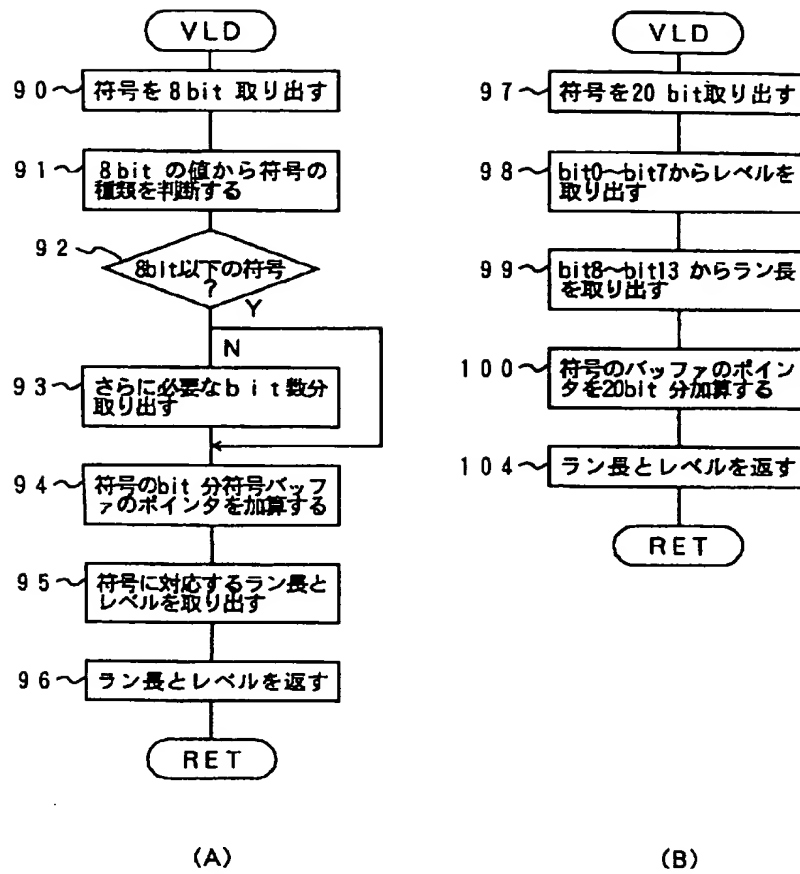 VLD
90
符号を8bit 取り出す
91
8bit の値から符号の
種類を判断する
92
8bit以下の符号
?
Y
N
93
さらに必要なbit数分
取り出す
94
符号のbit 分符号バッフ
ァのポインタを加算する
95
符号に対応するラン長と
レベルを取り出す
96
ラン長とレベルを返す
RET
(A)
VLD
97
符号を20 bit取り出す
98
bit0~bit7からレベルを
取り出す
99
bit8~bit13 からラン長
を取り出す
100
符号のバッファのポイン
タを20bit 分加算する
104
ラン長とレベルを返す
RET
(B)